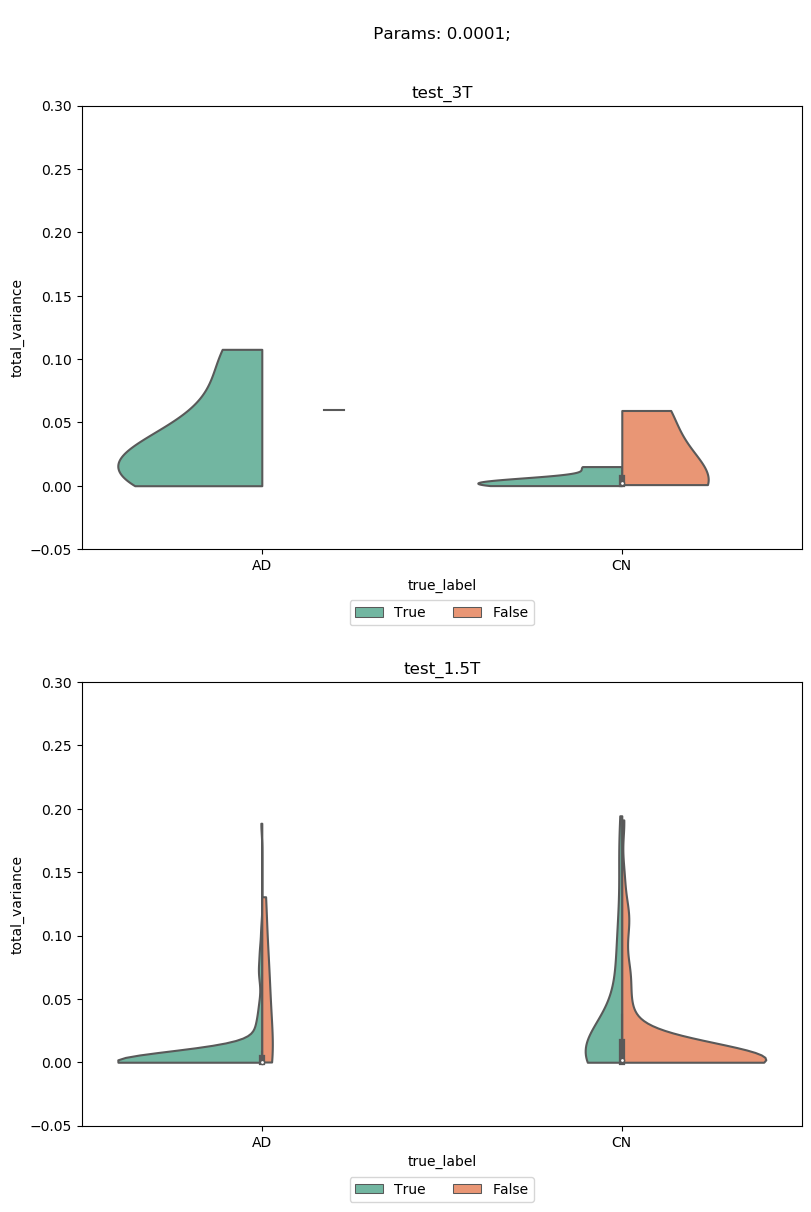 Params: 0.0001;
test_3T
0.30
0.25
0.20
0.15
0.10
0.05
0.00
−0.05
total_variance
AD CN
true_label
True False
test_1.5T
0.30
0.25
0.20
0.15
0.10
0.05
0.00
−0.05
total_variance
AD CN
true_label
True False